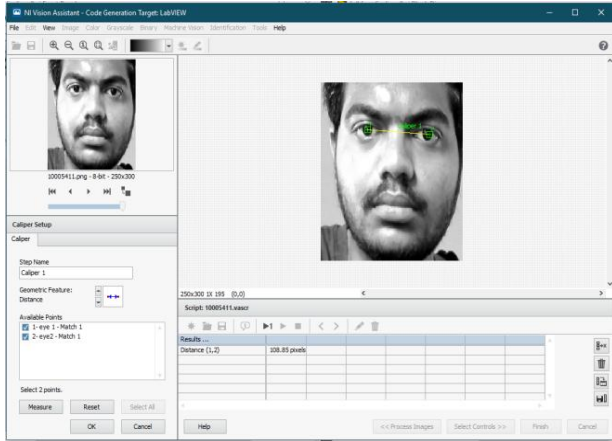 NI Vision Assistant - Code Generation Target: LabVIEW
File Edit View Image Color Grayscale Binary Machine Vision Identification Tools Help
10005411.png - 8-bit - 250x300
Caliper Setup
Caliper
Step Name
Caliper 1
Geometric Feature:
Distance
Available Points
1- eye 1 - Match 1
2- eye2 - Match 1
Select 2 points.
Measure Reset Select All
OK Cancel
Caliper 1
250x300 1X 195 (0,0)
Script: 10005411.vascr
Results ...
Distance (1,2) 108.85 pixels
Help << Process Images Select Controls >> Finish Cancel